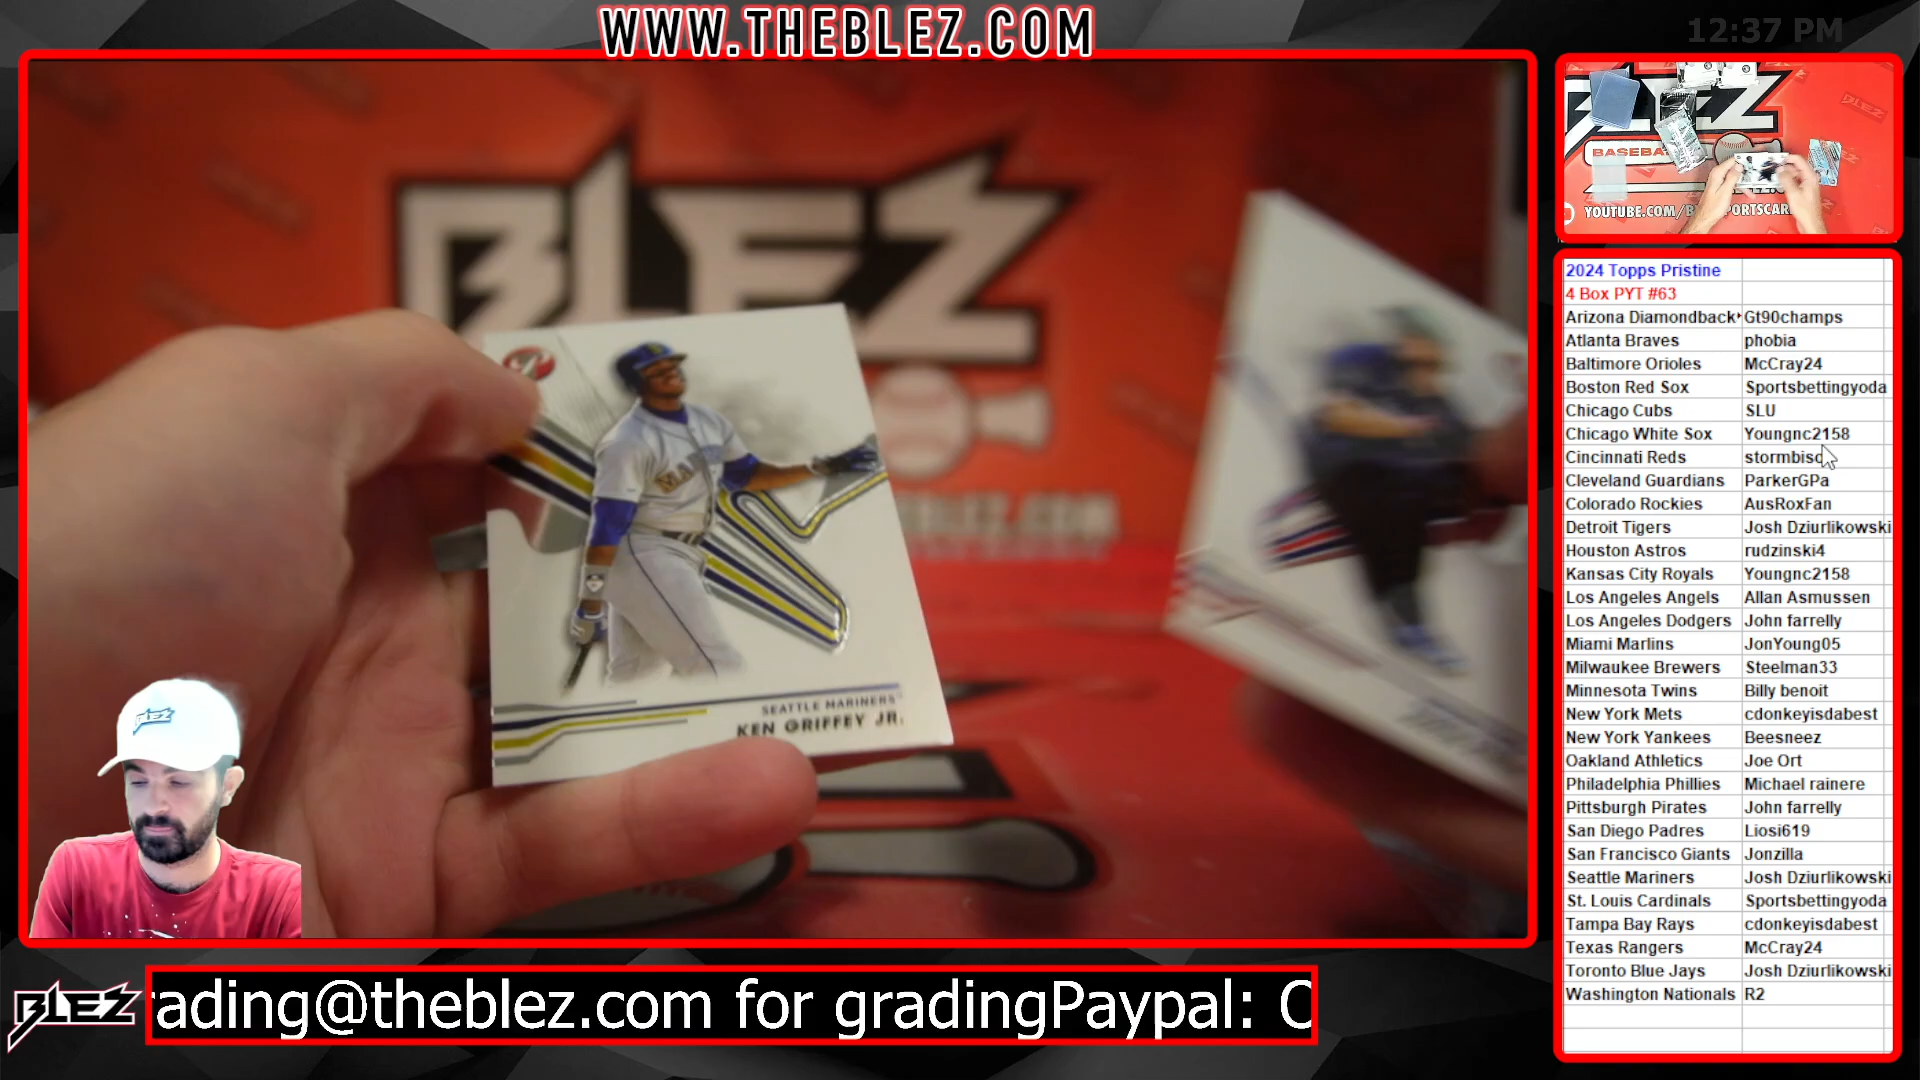 WWW.THEBLEZ.COM
12:37 PM
BLEZ
SEATTLE MARINERS
KEN GRIFFEY JR.
BLEZ
BLEZ
BLEZ
YOUTUBE.COM/
2024 Topps Pristine
4 Box PYT #63
Arizona Diamondback Gt90champs
Atlanta Braves phobia
Baltimore Orioles McCray24
Boston Red Sox Sportsbettingyoda
Chicago Cubs SLU
Chicago White Sox Youngnc2158
Cincinnati Reds stormbisc
Cleveland Guardians ParkerGPa
Colorado Rockies AusRoxFan
Detroit Tigers Josh Dziurlikowski
Houston Astros rudzinski4
Kansas City Royals Youngnc2158
Los Angeles Angels Allan Asmussen
Los Angeles Dodgers John farrelly
Miami Marlins JonYoung05
Milwaukee Brewers Steelman33
Minnesota Twins Billy benoit
New York Mets cdonkeyisdabest
New York Yankees Beesneez
Oakland Athletics Joe Ort
Philadelphia Phillies Michael rainere
Pittsburgh Pirates John farrelly
San Diego Padres Liosi619
San Francisco Giants Jonzilla
Seattle Mariners Josh Dziurlikowski
St. Louis Cardinals Sportsbettingyoda
Tampa Bay Rays cdonkeyisdabest
Texas Rangers McCray24
Toronto Blue Jays Josh Dziurlikowski
Washington Nationals R2
BLEZ
ading@theblez.com for gradingPaypal: C